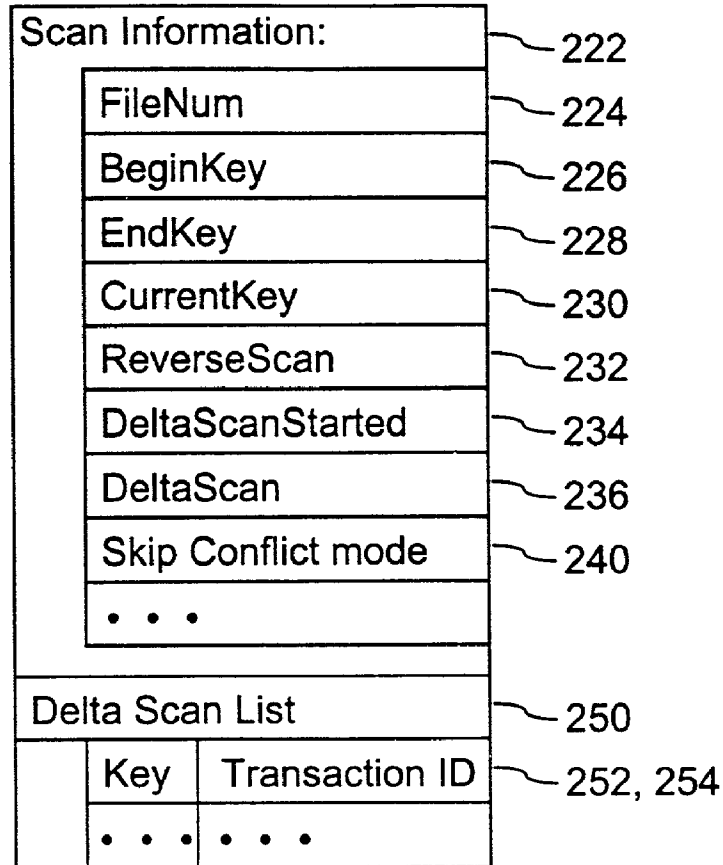 Scan Information: 222
FileNum 224
BeginKey 226
EndKey 228
CurrentKey 230
ReverseScan 232
DeltaScanStarted 234
DeltaScan 236
Skip Conflict mode 240
• • •
Delta Scan List 250
Key Transaction ID 252, 254
• • • • • •